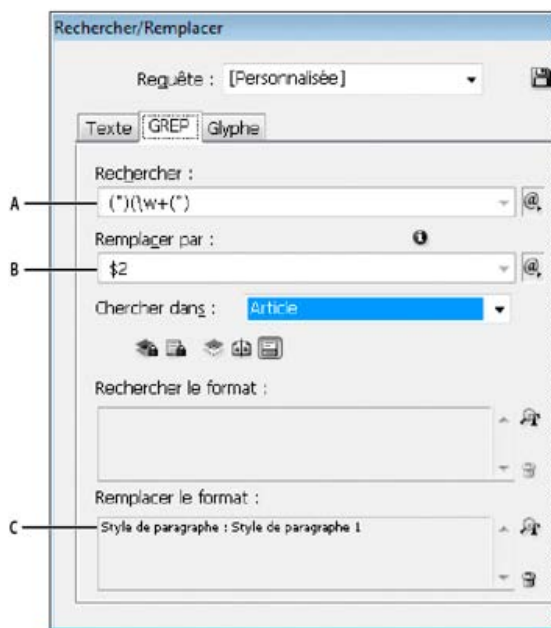 Rechercher/Remplacer
Requête : [Personnalisée]
Texte GREP Glyphe
Rechercher :
A (")(\w+(")
Remplacer par :
B $2
Chercher dans : Article
Rechercher le format :
Remplacer le format :
C Style de paragraphe : Style de paragraphe 1